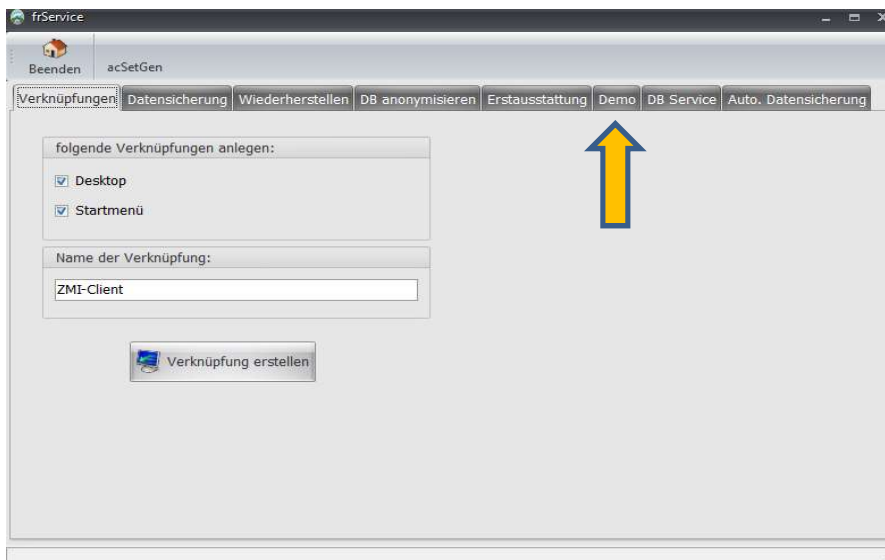 frService
Beenden acSetGen
Verknüpfungen Datensicherung Wiederherstellen DB anonymisieren Erstausstattung Demo DB Service Auto. Datensicherung
folgende Verknüpfungen anlegen:
Desktop
Startmenü
Name der Verknüpfung:
ZMI-Client
Verknüpfung erstellen